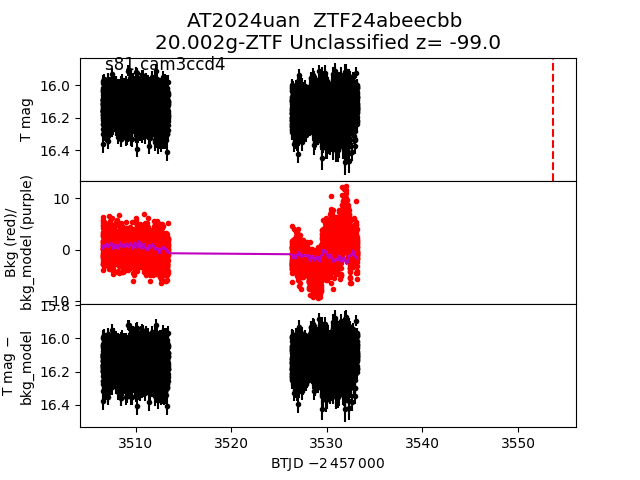 AT2024uan  ZTF24abeecbb
20.002g-ZTF Unclassified z= -99.0
s81 cam3ccd4
16.0
16.2
16.4
T mag
10
0
-10
Bkg (red)/
bkg_model (purple)
15.8
16.0
16.2
16.4
T mag −
bkg_model
3510
3520
3530
3540
3550
BTJD −2 457 000